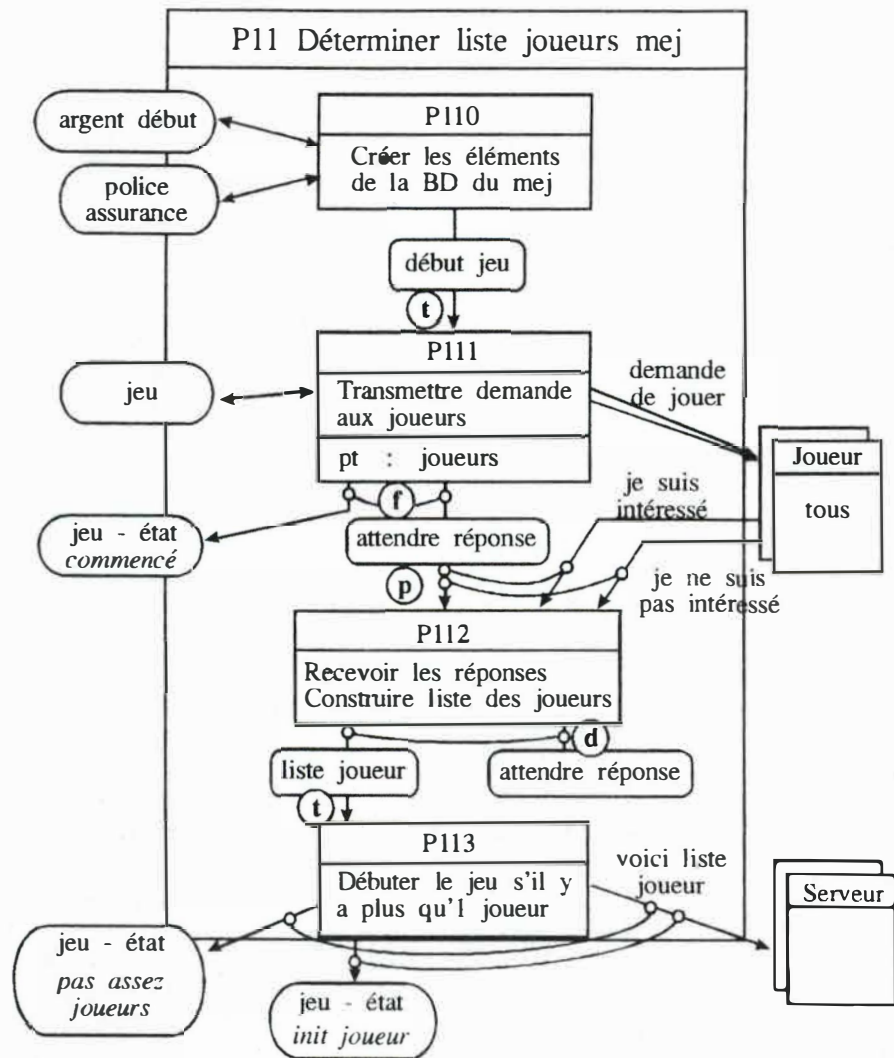 P11 Déterminer liste joueurs mej
argent début
police
assurance
P110
Créer les éléments
de la BD du mej
début jeu
t
P111
Transmettre demande
aux joueurs
pt : joueurs
jeu
demande
de jouer
Joueur
tous
f
jeu - état
commencé
attendre réponse
je suis
intéressé
je ne suis
pas intéressé
p
P112
Recevoir les réponses
Construire liste des joueurs
d
liste joueur
attendre réponse
t
P113
Débuter le jeu s'il y
a plus qu'1 joueur
voici liste
joueur
Serveur
jeu - état
pas assez
joueurs
jeu - état
init joueur